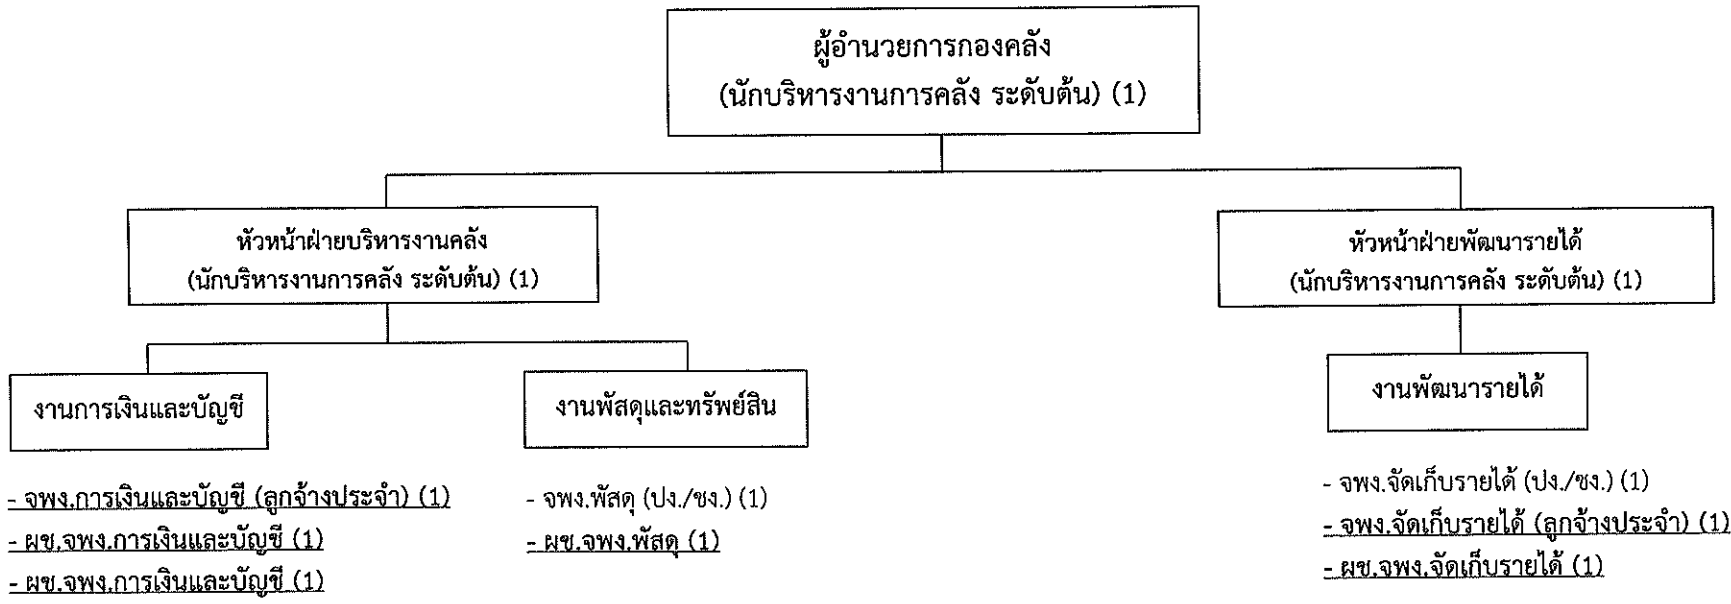 ผู้อำนวยการกองคลัง
(นักบริหารงานการคลัง ระดับต้น) (1)
หัวหน้าฝ่ายบริหารงานคลัง
(นักบริหารงานการคลัง ระดับต้น) (1)
หัวหน้าฝ่ายพัฒนารายได้
(นักบริหารงานการคลัง ระดับต้น) (1)
งานการเงินและบัญชี
งานพัสดุและทรัพย์สิน
งานพัฒนารายได้
- จพง.การเงินและบัญชี (ลูกจ้างประจำ) (1)
- ผช.จพง.การเงินและบัญชี (1)
- ผช.จพง.การเงินและบัญชี (1)
- จพง.พัสดุ (ปง./ชง.) (1)
- ผช.จพง.พัสดุ (1)
- จพง.จัดเก็บรายได้ (ปง./ชง.) (1)
- จพง.จัดเก็บรายได้ (ลูกจ้างประจำ) (1)
- ผช.จพง.จัดเก็บรายได้ (1)